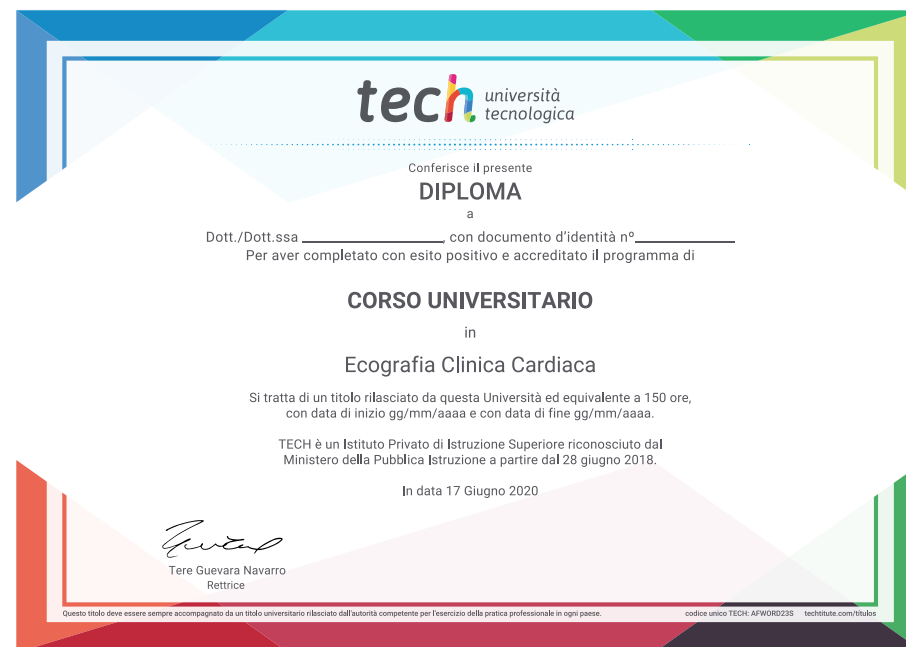 tech università
tecnologica
Conferisce il presente
DIPLOMA
a
Dott./Dott.ssa ____________________, con documento d'identità nº______________
Per aver completato con esito positivo e accreditato il programma di
CORSO UNIVERSITARIO
in
Ecografia Clinica Cardiaca
Si tratta di un titolo rilasciato da questa Università ed equivalente a 150 ore,
con data di inizio gg/mm/aaaa e con data di fine gg/mm/aaaa.
TECH è un Istituto Privato di Istruzione Superiore riconosciuto dal
Ministero della Pubblica Istruzione a partire dal 28 giugno 2018.
In data 17 Giugno 2020
Tere Guevara Navarro
Rettrice
Questo titolo deve essere sempre accompagnato da un titolo universitario rilasciato dall'autorità competente per l'esercizio della pratica professionale in ogni paese. codice unico TECH: AFWORD23S techtitute.com/títulos